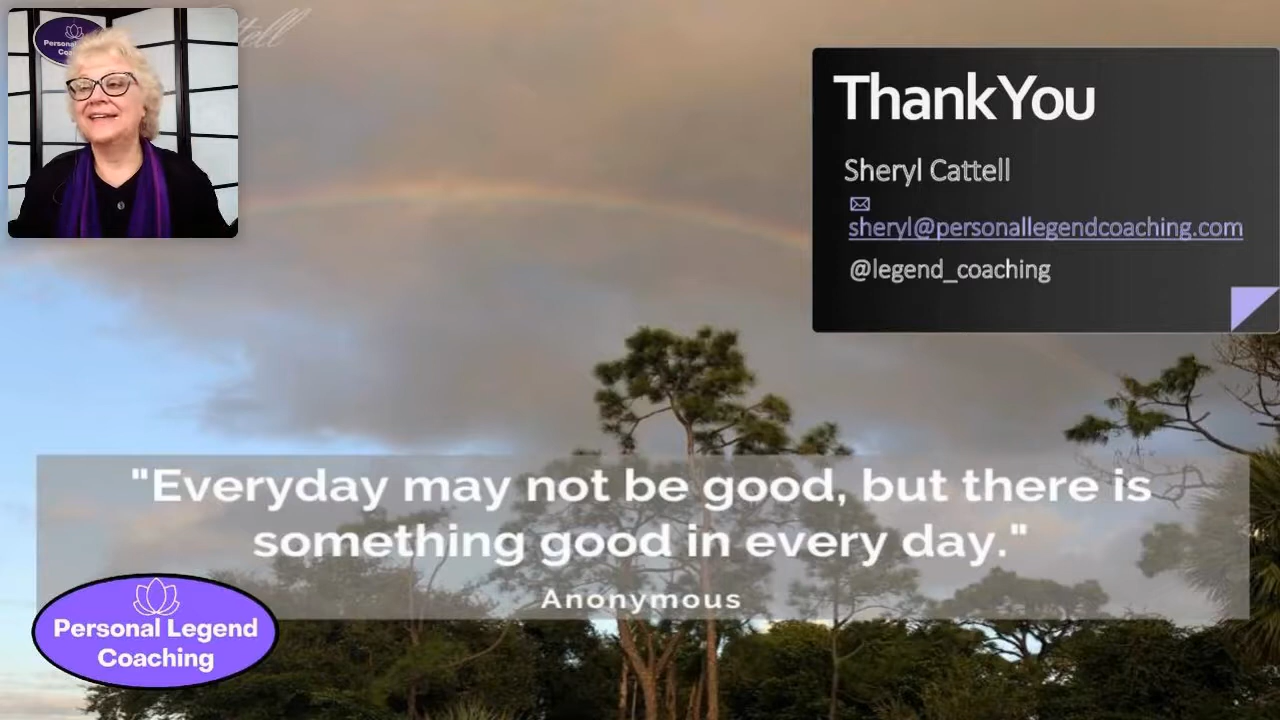 Personal
ThankYou
Sheryl Cattell
sheryl@personallegendcoaching.com
@legend_coaching
"Everyday may not be good, but there is
something good in every day."
Anonymous
Personal Legend
Coaching